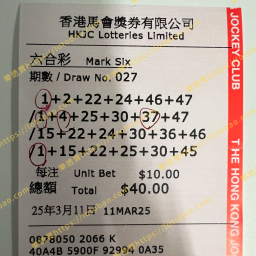 香港馬會獎券有限公司
HKJC Lotteries Limited
六合彩 Mark Six
期數 / Draw No. 027
1+2+22+24+46+47
/1+4+25+30+37+47
/15+22+24+30+36+46
/1+15+22+25+30+45
每注 Unit Bet $10.00
總額 Total $40.00
25年3月11日 11MAR25
0878050 2066 K
40A4B 5900F 92994 0A35
JOCKEY CLUB
THE HONG KONG JO